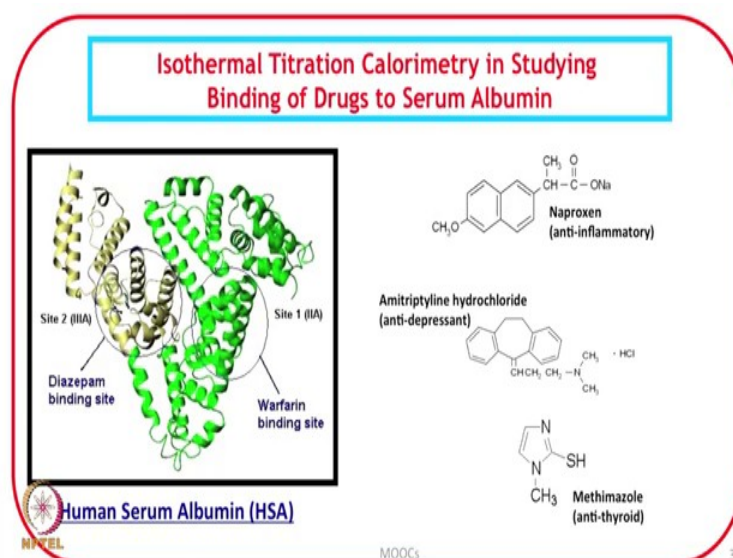 Isothermal Titration Calorimetry in Studying
Binding of Drugs to Serum Albumin
Site 2 (IIIA)
Site 1 (IIA)
Diazepam
binding site
Warfarin
binding site
Human Serum Albumin (HSA)
NPTEL
CH₃ O
CH–C–ONa
CH₃O
Naproxen
(anti-inflammatory)
Amitriptyline hydrochloride
(anti-depressant)
CH₃
· HCl
CHCH₂ CH₂–N
CH₃
N
SH
N
CH₃
Methimazole
(anti-thyroid)
MOOCs